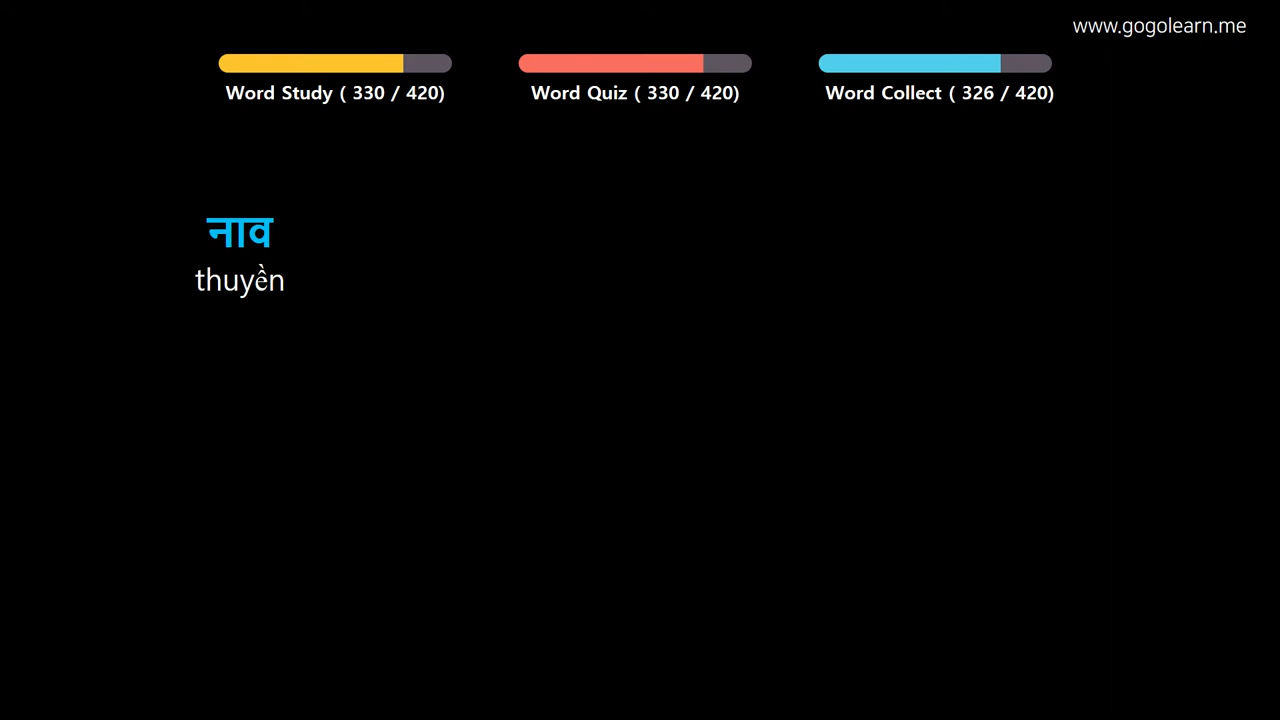 www.gogolearn.me
Word Study ( 330 / 420)
Word Quiz ( 330 / 420)
Word Collect ( 326 / 420)
नाव
thuyền